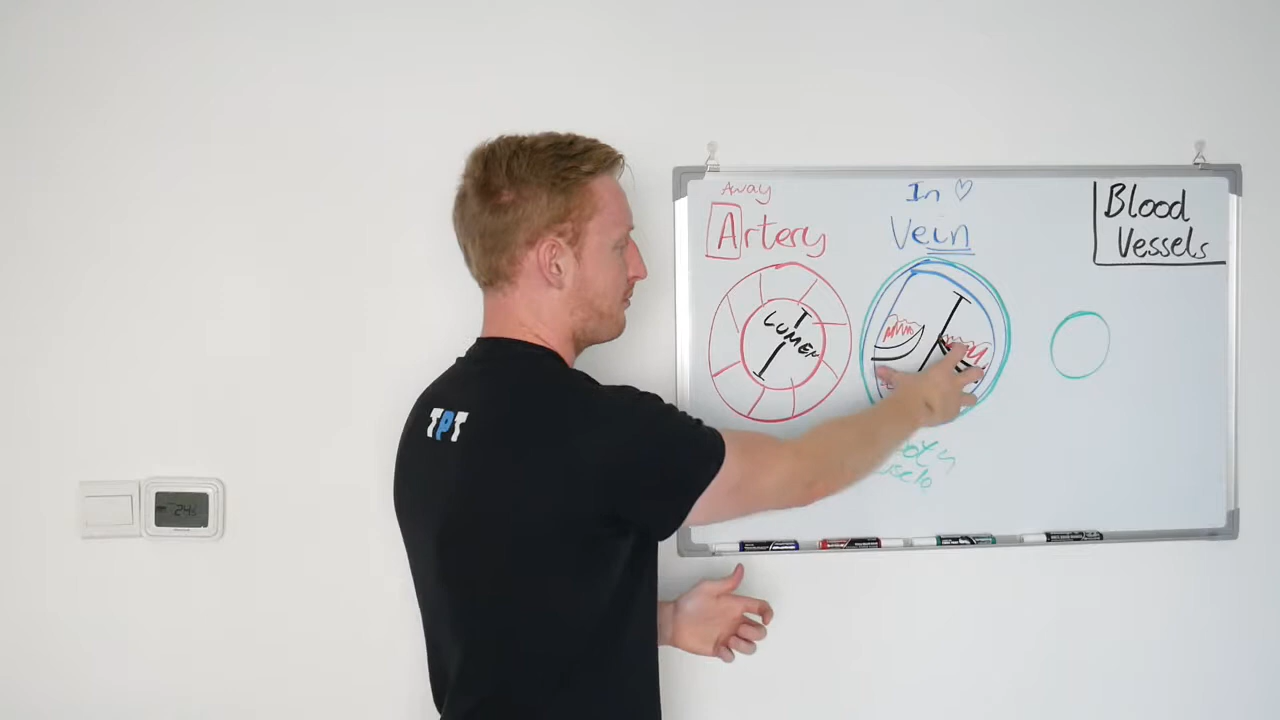 Away
Artery
LUMEN
In ♡
Vein
Blood
Vessels
TPT